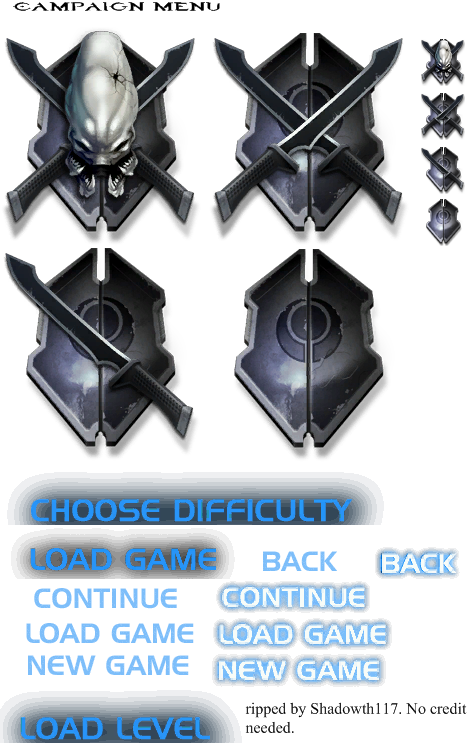 CAMPAIGN MENU
CHOOSE DIFFICULTY
LOAD GAME
BACK
BACK
CONTINUE
CONTINUE
LOAD GAME
LOAD GAME
NEW GAME
NEW GAME
LOAD LEVEL
ripped by Shadowth117. No credit
needed.